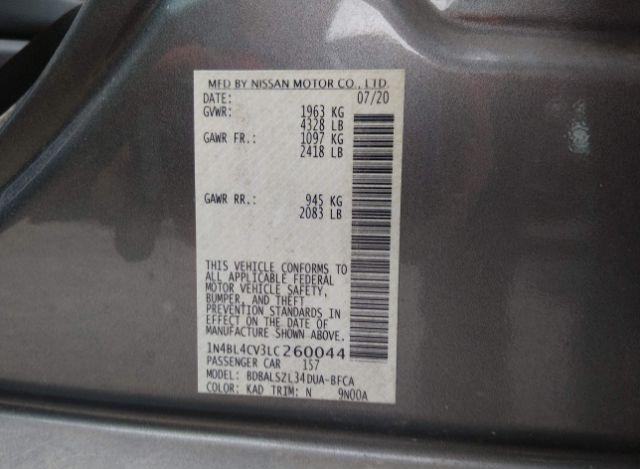 MFD BY NISSAN MOTOR CO., LTD.
DATE: 07/20
GVWR: 1963 KG
4328 LB
GAWR FR.: 1097 KG
2418 LB
GAWR RR.: 945 KG
2083 LB
THIS VEHICLE CONFORMS TO
ALL APPLICABLE FEDERAL
MOTOR VEHICLE SAFETY,
BUMPER, AND THEFT
PREVENTION STANDARDS IN
EFFECT ON THE DATE OF
MANUFACTURE SHOWN ABOVE.
1N4BL4CV3LC260044
PASSENGER CAR 157
MODEL: BDBALSZL34DUA-BFCA
COLOR: KAD TRIM: N 9N00A